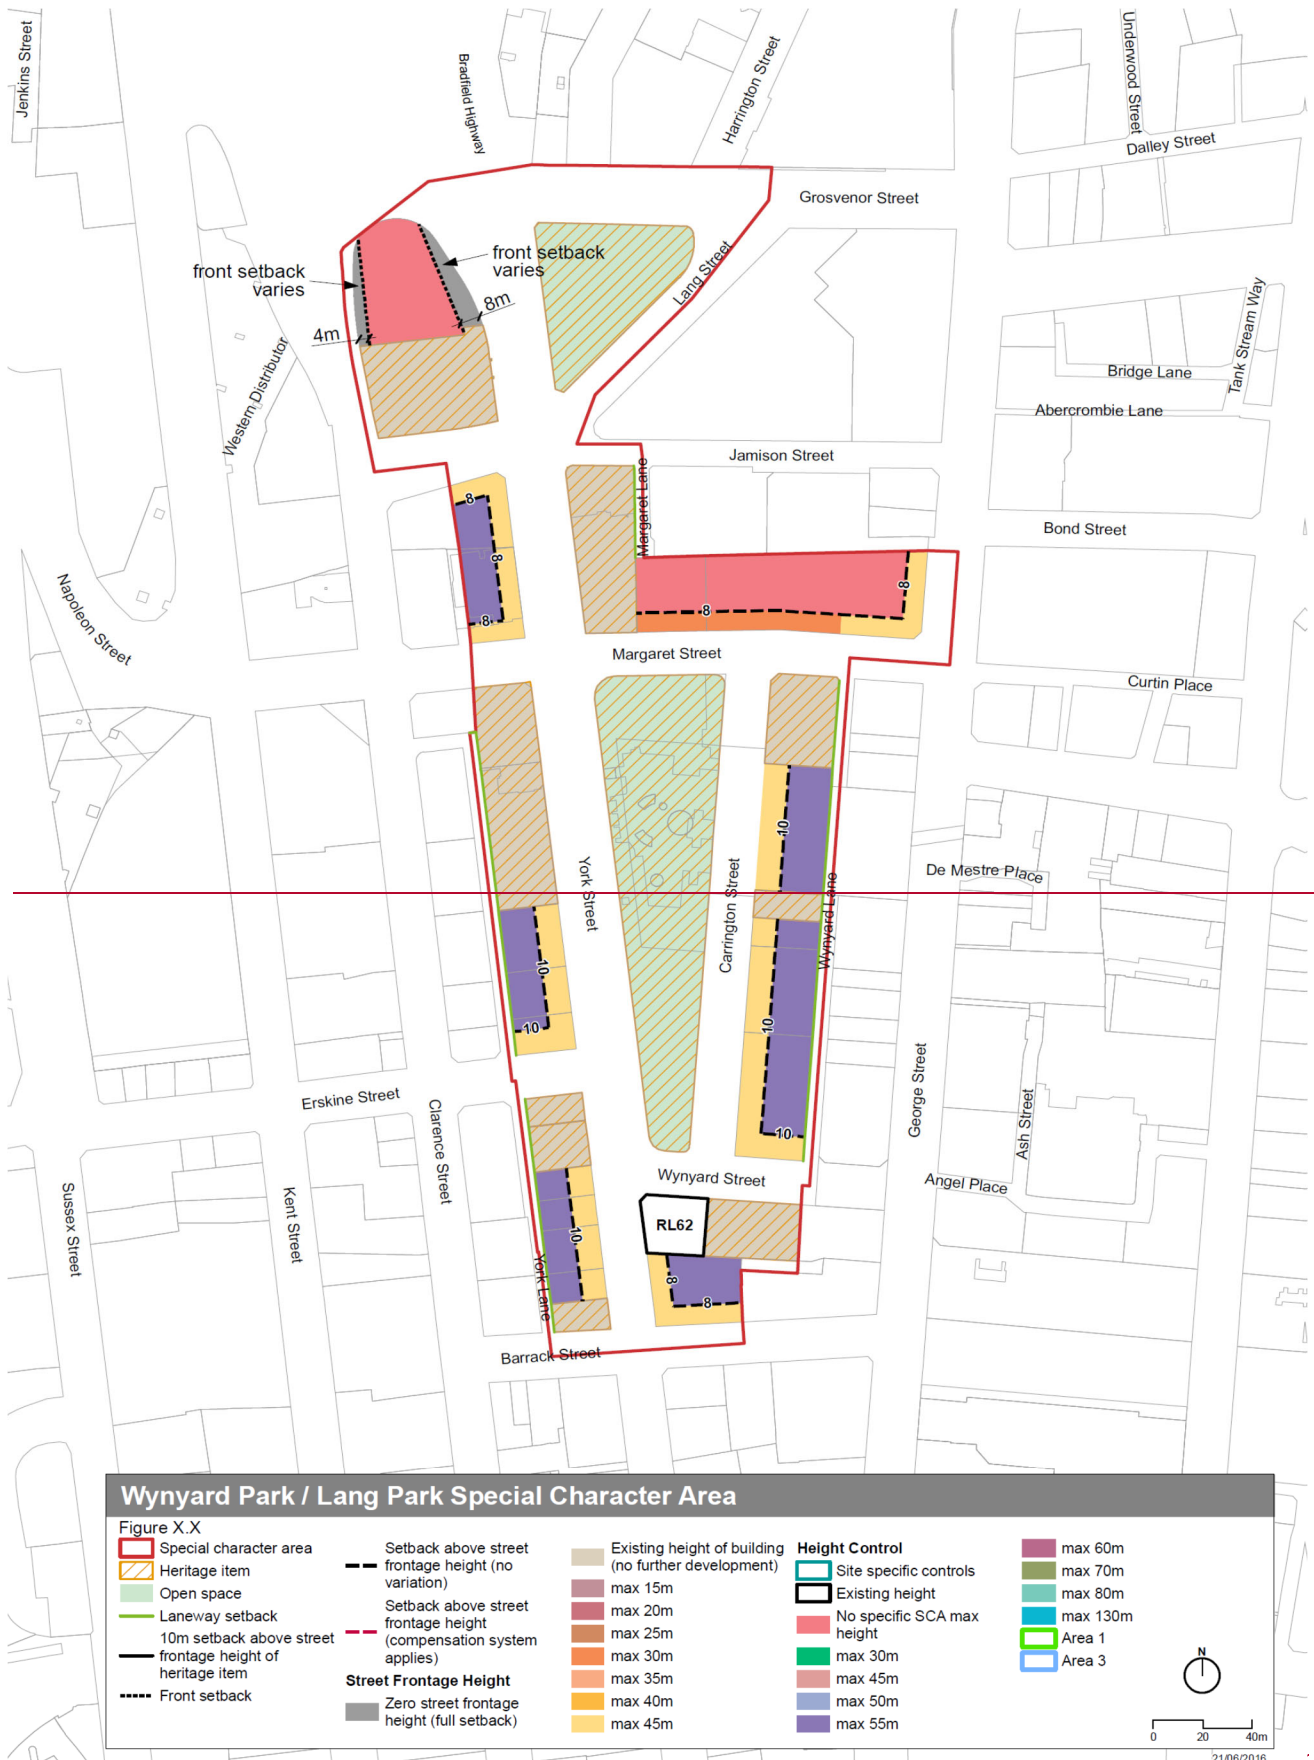 Jenkins Street
Bradfield Highway
Harrington Street
Underwood Street
Dalley Street
Grosvenor Street
front setback
varies
front setback
varies
Lang Street
8m
4m
Tank Stream Way
Western Distributor
Bridge Lane
Abercrombie Lane
Jamison Street
Margaret Lane
8
8
8
Bond Street
8
8
Napoleon Street
Margaret Street
Curtin Place
10
York Street
Carrington Street
Wynyard Lane
De Mestre Place
10
10
10
10
George Street
Ash Street
Erskine Street
Clarence Street
Wynyard Street
Angel Place
Sussex Street
Kent Street
RL62
10
York Lane
8
8
Barrack Street
Wynyard Park / Lang Park Special Character Area
Figure X.X
Special character area
Heritage item
Open space
Laneway setback
10m setback above street
frontage height of
heritage item
Front setback
Setback above street
frontage height (no
variation)
Setback above street
frontage height
(compensation system
applies)
Street Frontage Height
Zero street frontage
height (full setback)
Existing height of building
(no further development)
max 15m
max 20m
max 25m
max 30m
max 35m
max 40m
max 45m
Height Control
Site specific controls
Existing height
No specific SCA max
height
max 30m
max 45m
max 50m
max 55m
max 60m
max 70m
max 80m
max 130m
Area 1
Area 3
N
0 20 40m
21/06/2016